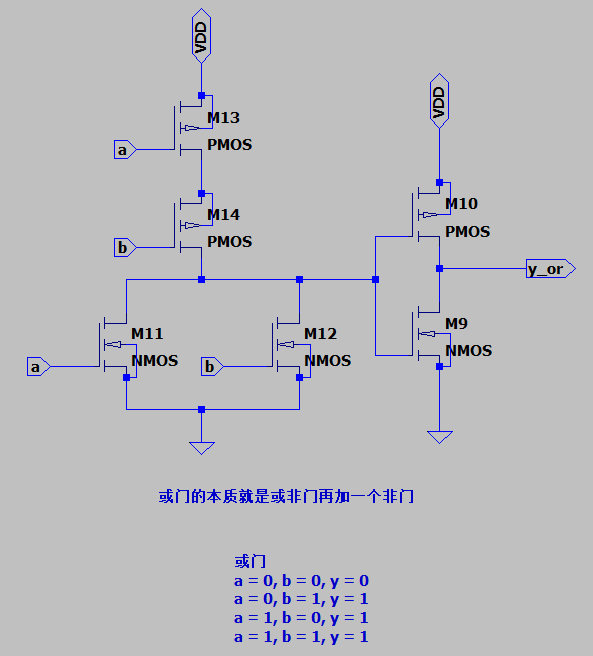 VDD
M13
PMOS
a
M14
PMOS
b
VDD
M10
PMOS
y_or
M11
NMOS
a
M12
NMOS
b
M9
NMOS
或门的本质就是或非门再加一个非门
或门
a = 0, b = 0, y = 0
a = 0, b = 1, y = 1
a = 1, b = 0, y = 1
a = 1, b = 1, y = 1